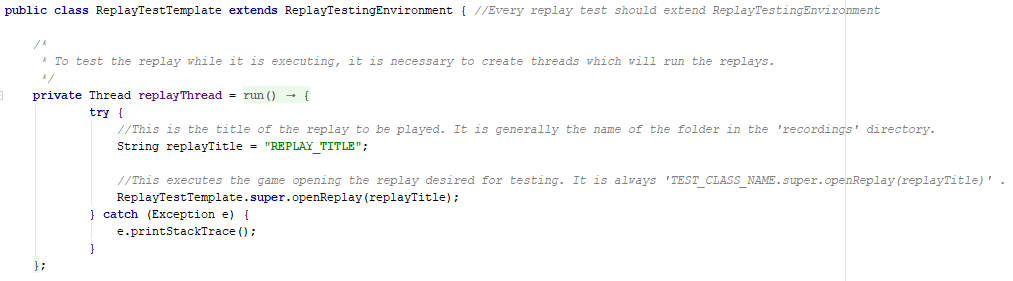 public class ReplayTestTemplate extends ReplayTestingEnvironment { //Every replay test should extend ReplayTestingEnvironment
/*
* To test the replay while it is executing, it is necessary to create threads which will run the replays.
*/
private Thread replayThread = run() → {
try {
//This is the title of the replay to be played. It is generally the name of the folder in the 'recordings' directory.
String replayTitle = "REPLAY_TITLE";
//This executes the game opening the replay desired for testing. It is always 'TEST_CLASS_NAME.super.openReplay(replayTitle)' .
ReplayTestTemplate.super.openReplay(replayTitle);
} catch (Exception e) {
e.printStackTrace();
}
};